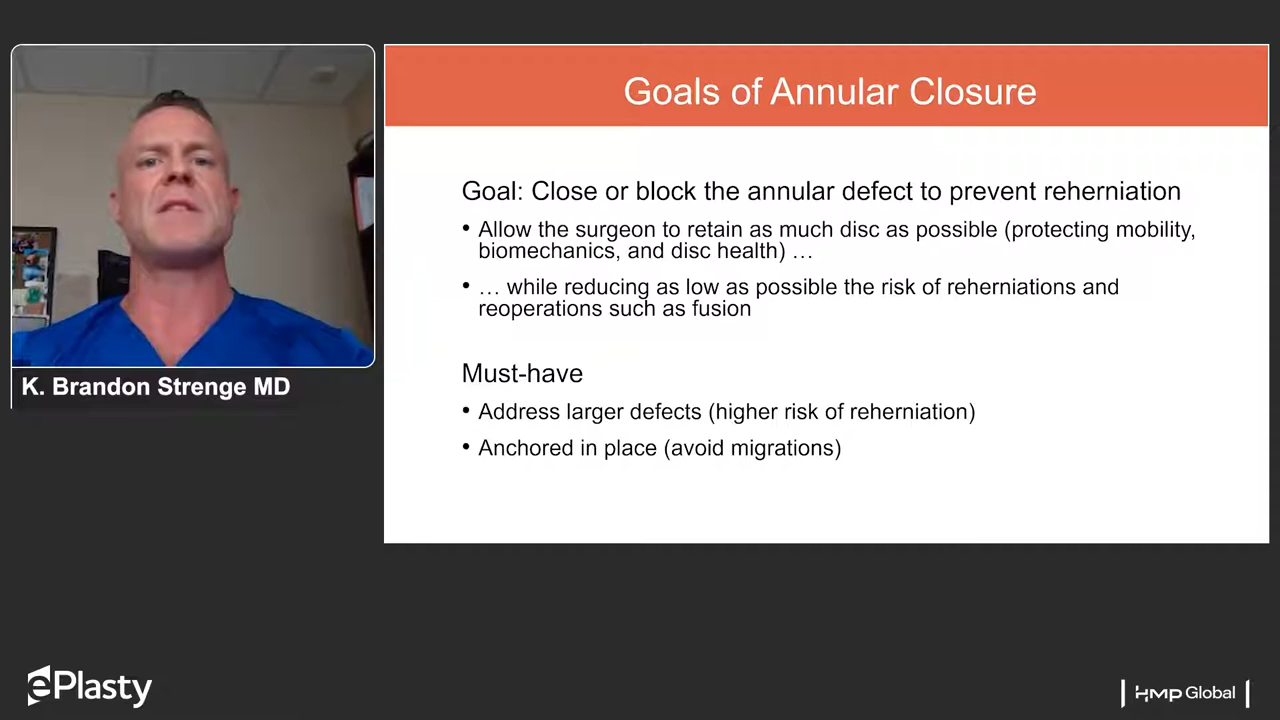 Goals of Annular Closure
Goal: Close or block the annular defect to prevent reherniation
• Allow the surgeon to retain as much disc as possible (protecting mobility,
biomechanics, and disc health) …
• … while reducing as low as possible the risk of reherniations and
reoperations such as fusion
Must-have
• Address larger defects (higher risk of reherniation)
• Anchored in place (avoid migrations)
K. Brandon Strenge MD
ePlasty
HMP Global